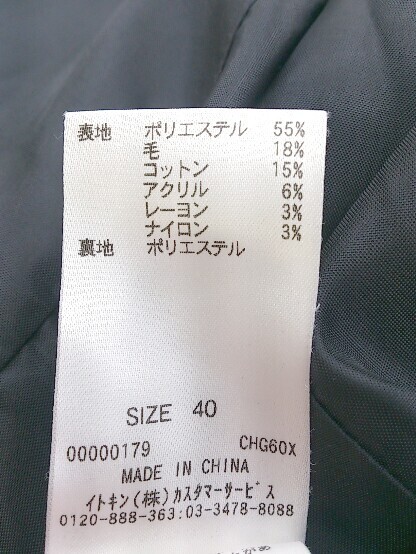 表地 ポリエステル 55%
毛 18%
コットン 15%
アクリル 6%
レーヨン 3%
ナイロン 3%
裏地 ポリエステル
SIZE 40
00000179 CHG60X
MADE IN CHINA
イトキン(株)カスタマーサービス
0120-888-363:03-3478-8088